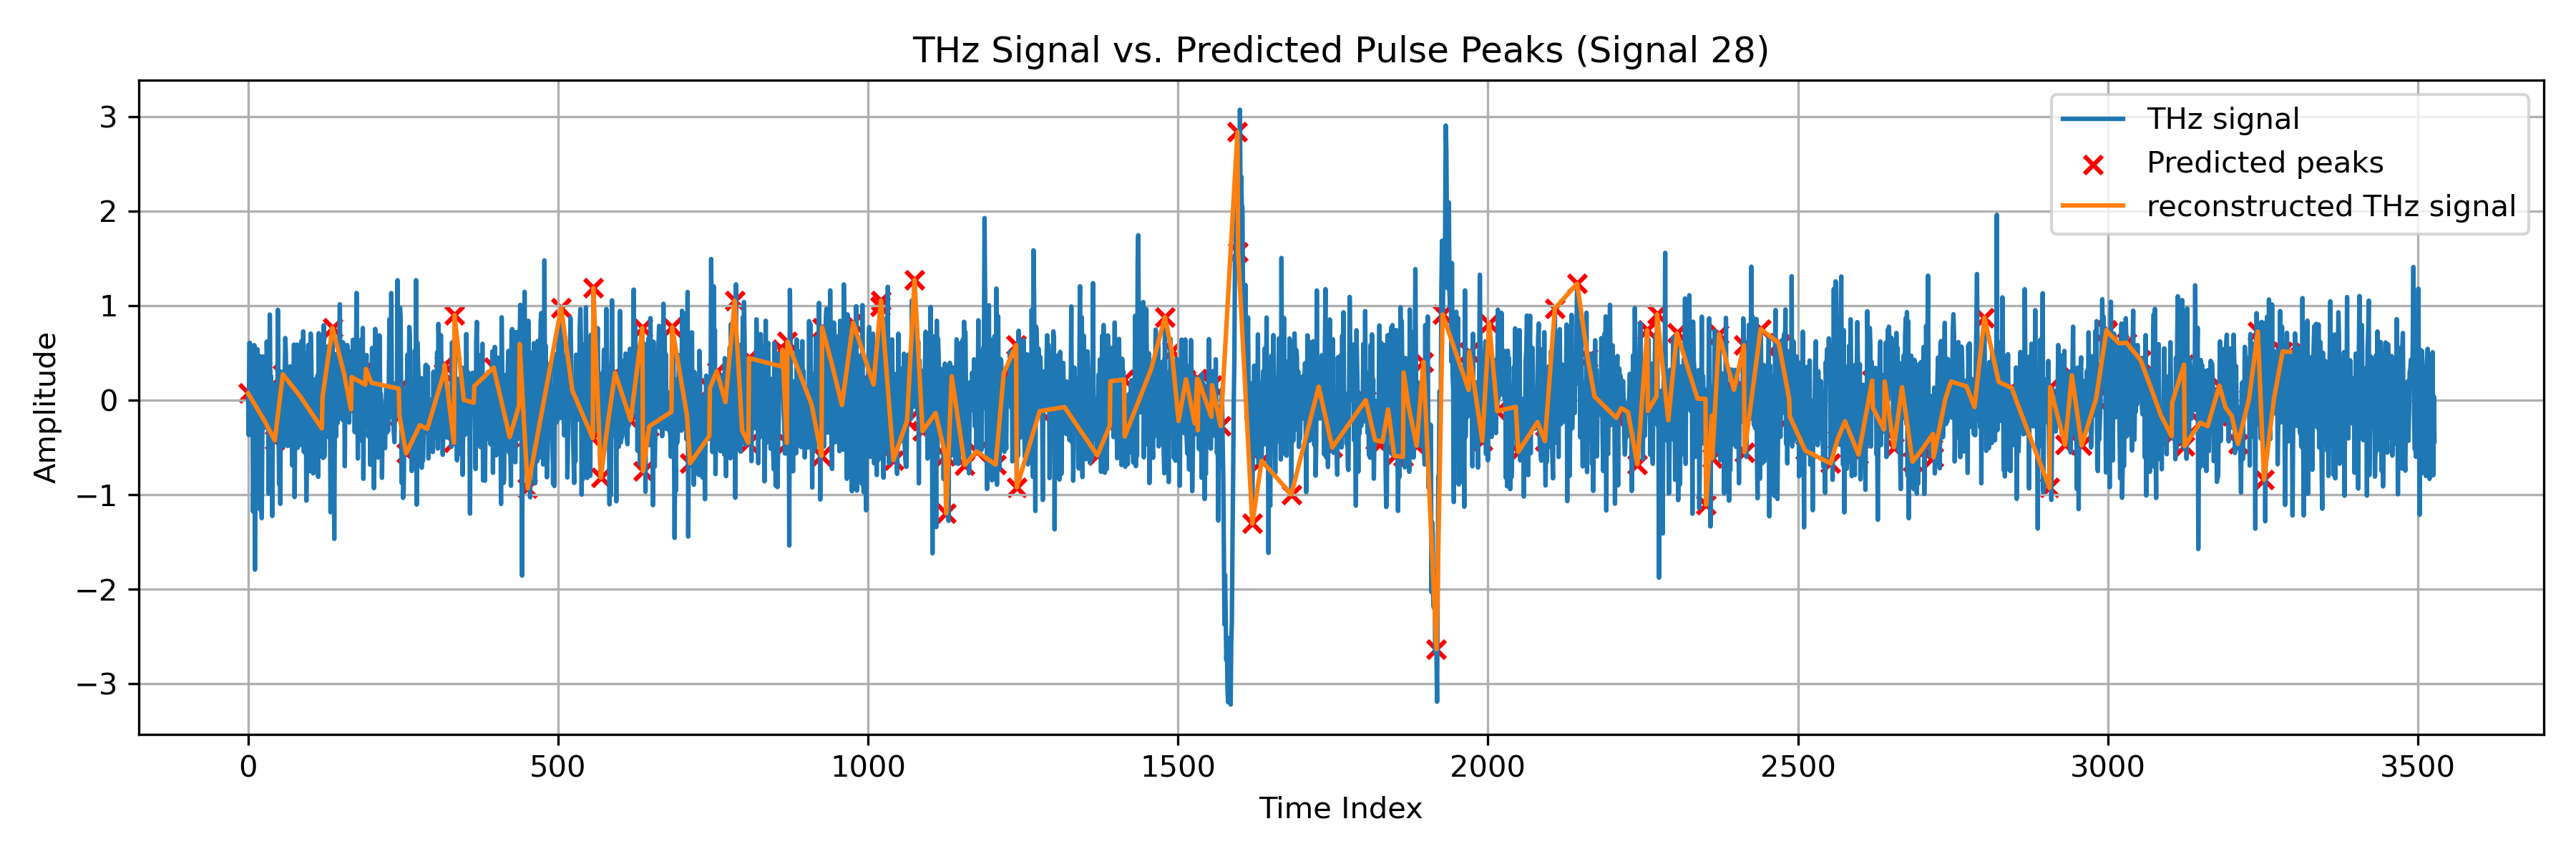 THz Signal vs. Predicted Pulse Peaks (Signal 28)
THz signal
Predicted peaks
reconstructed THz signal
Amplitude
3
2
1
0
−1
−2
−3
0 500 1000 1500 2000 2500 3000 3500
Time Index